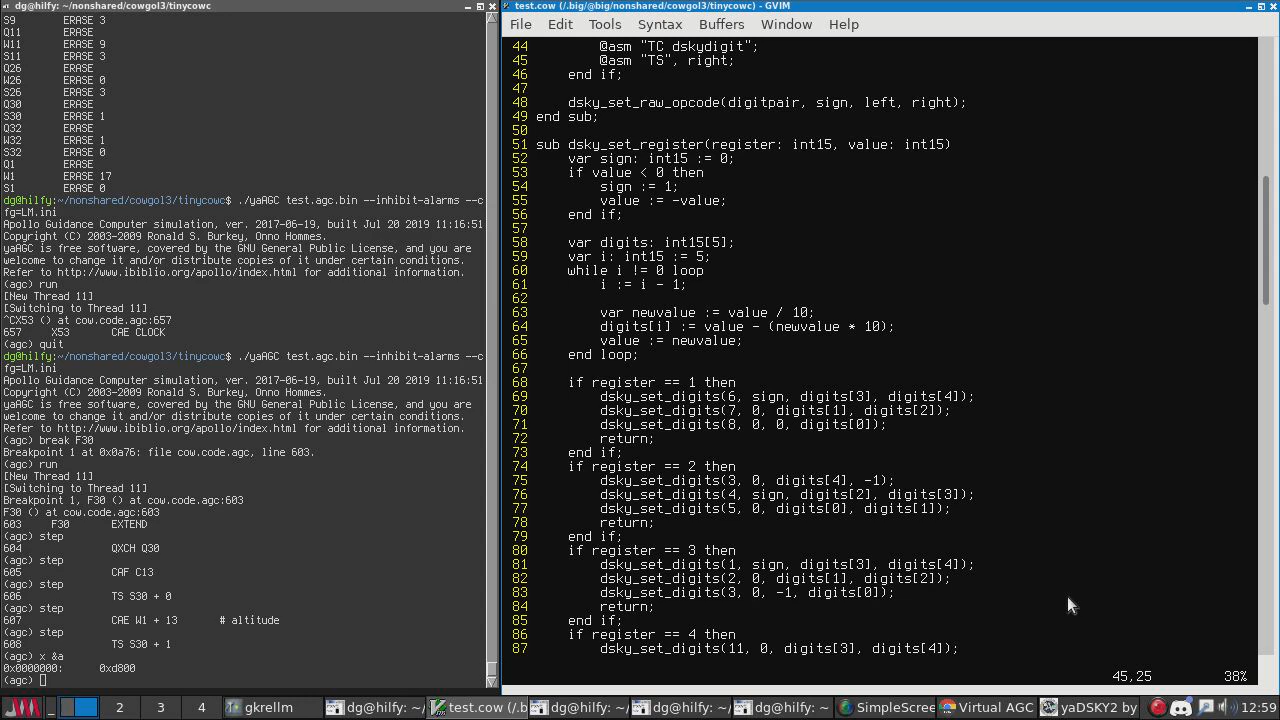 dg@hilfy: ~/nonshared/cowgol3/tinycowc
S9 ERASE 3
Q11 ERASE
W11 ERASE 9
S11 ERASE 3
Q26 ERASE
W26 ERASE 0
S26 ERASE 3
Q30 ERASE
S30 ERASE 1
Q32 ERASE
W32 ERASE 1
S32 ERASE 0
Q1 ERASE
W1 ERASE 17
S1 ERASE 0
dg@hilfy:~/nonshared/cowgol3/tinycowc$ ./yaAGC test.agc.bin --inhibit-alarms --c
fg=LM.ini
Apollo Guidance Computer simulation, ver. 2017-06-19, built Jul 20 2019 11:16:51
Copyright (C) 2003-2009 Ronald S. Burkey, Onno Hommes.
yaAGC is free software, covered by the GNU General Public License, and you are
welcome to change it and/or distribute copies of it under certain conditions.
Refer to http://www.ibiblio.org/apollo/index.html for additional information.
(agc) run
[New Thread 11]
[Switching to Thread 11]
^CX53 () at cow.code.agc:657
657 X53 CAE CLOCK
(agc) quit
dg@hilfy:~/nonshared/cowgol3/tinycowc$ ./yaAGC test.agc.bin --inhibit-alarms --c
fg=LM.ini
Apollo Guidance Computer simulation, ver. 2017-06-19, built Jul 20 2019 11:16:51
Copyright (C) 2003-2009 Ronald S. Burkey, Onno Hommes.
yaAGC is free software, covered by the GNU General Public License, and you are
welcome to change it and/or distribute copies of it under certain conditions.
Refer to http://www.ibiblio.org/apollo/index.html for additional information.
(agc) break F30
Breakpoint 1 at 0x0a76: file cow.code.agc, line 603.
(agc) run
[New Thread 11]
[Switching to Thread 11]
Breakpoint 1, F30 () at cow.code.agc:603
F30 () at cow.code.agc:603
603 F30 EXTEND
(agc) step
604 QXCH Q30
(agc) step
605 CAF C13
(agc) step
606 TS S30 + 0
(agc) step
607 CAE W1 + 13 # altitude
(agc) step
608 TS S30 + 1
(agc) x &a
0x0000000: 0xd800
(agc)
test.cow (/.big/@big/nonshared/cowgol3/tinycowc) - GVIM
File Edit Tools Syntax Buffers Window Help
44 @asm "TC dskydigit";
45 @asm "TS", right;
46 end if;
47
48 dsky_set_raw_opcode(digitpair, sign, left, right);
49 end sub;
50
51 sub dsky_set_register(register: int15, value: int15)
52 var sign: int15 := 0;
53 if value < 0 then
54 sign := 1;
55 value := -value;
56 end if;
57
58 var digits: int15[5];
59 var i: int15 := 5;
60 while i != 0 loop
61 i := i - 1;
62
63 var newvalue := value / 10;
64 digits[i] := value - (newvalue * 10);
65 value := newvalue;
66 end loop;
67
68 if register == 1 then
69 dsky_set_digits(6, sign, digits[3], digits[4]);
70 dsky_set_digits(7, 0, digits[1], digits[2]);
71 dsky_set_digits(8, 0, 0, digits[0]);
72 return;
73 end if;
74 if register == 2 then
75 dsky_set_digits(3, 0, digits[4], -1);
76 dsky_set_digits(4, sign, digits[2], digits[3]);
77 dsky_set_digits(5, 0, digits[0], digits[1]);
78 return;
79 end if;
80 if register == 3 then
81 dsky_set_digits(1, sign, digits[3], digits[4]);
82 dsky_set_digits(2, 0, digits[1], digits[2]);
83 dsky_set_digits(3, 0, -1, digits[0]);
84 return;
85 end if;
86 if register == 4 then
87 dsky_set_digits(11, 0, digits[3], digits[4]);
45,25 38%
2 3 4 gkrellm dg@hilfy: ~/ test.cow (/.b dg@hilfy: ~/ dg@hilfy: ~/ dg@hilfy: ~/ SimpleScree Virtual AGC yaDSKY2 by 12:59